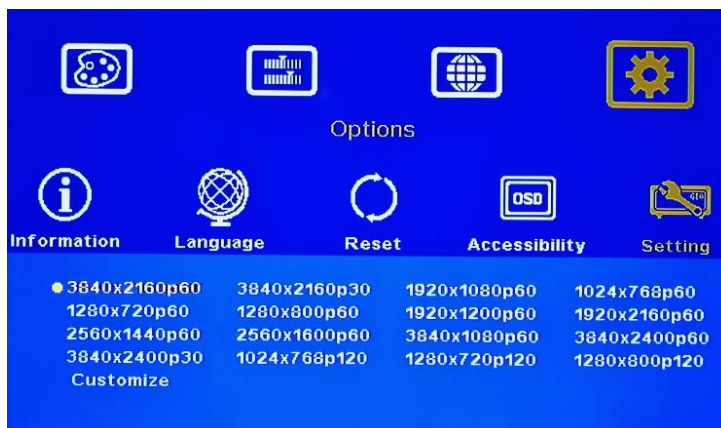 Options
OSD
GEO
Information Language Reset Accessibility Setting
3840x2160p60 3840x2160p30 1920x1080p60 1024x768p60
1280x720p60 1280x800p60 1920x1200p60 1920x2160p60
2560x1440p60 2560x1600p60 3840x1080p60 3840x2400p60
3840x2400p30 1024x768p120 1280x720p120 1280x800p120
Customize